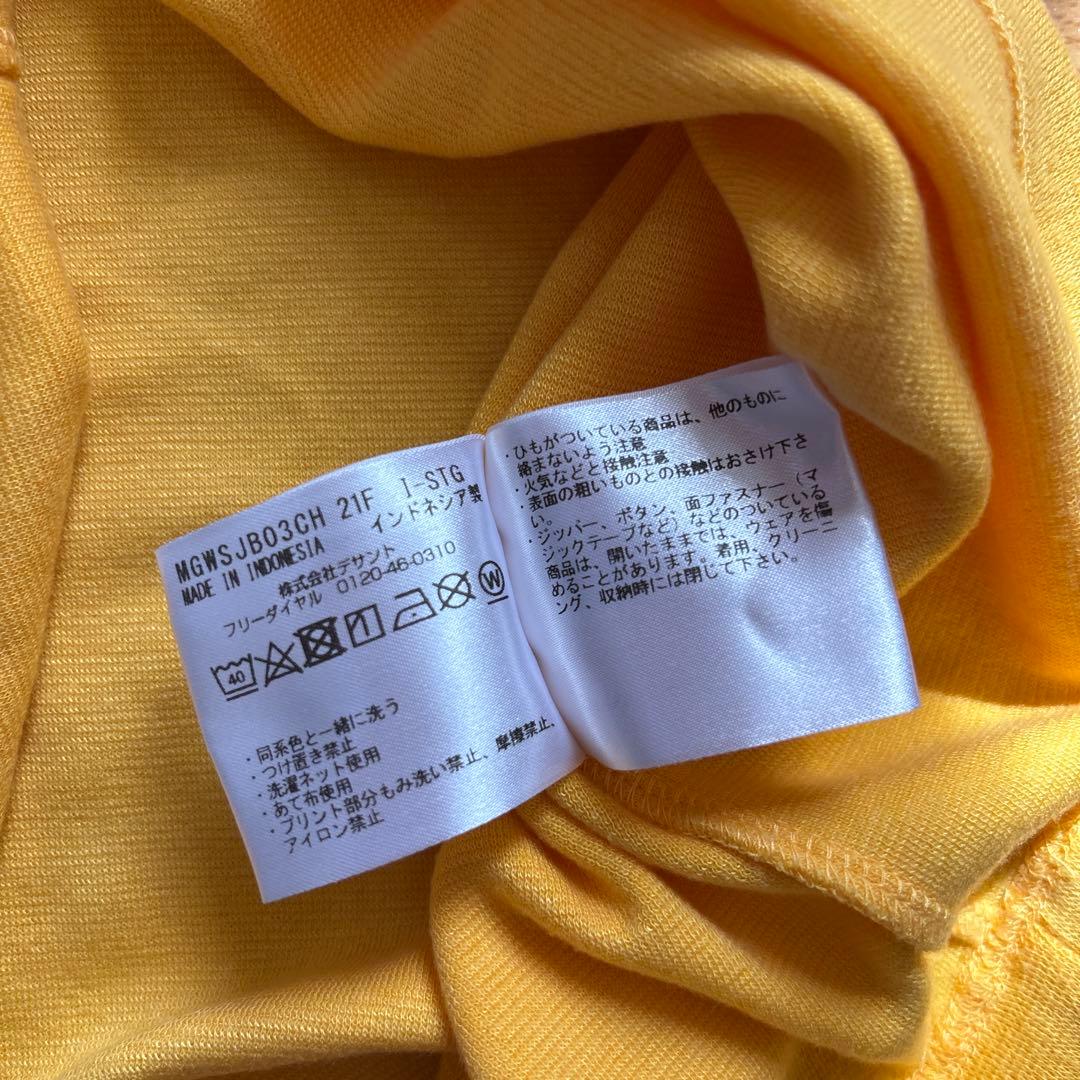 MGWSJB03CH 21F I-STG
MADE IN INDONESIA インドネシア製
株式会社デサント
フリーダイヤル 0120-46-0310
40 W
・同系色と一緒に洗う
・つけ置き禁止
・洗濯ネット使用
・あて布使用
・プリント部分もみ洗い禁止、摩擦禁止、
アイロン禁止
・ひもがついている商品は、他のものに
絡まないよう注意
・火気などと接触注意
・表面の粗いものとの接触はおさけ下さ
い。
・ジッパー、ボタン、面ファスナー（マ
ジックテープなど）などのついている
商品は、開いたままでは、ウェアを傷
めることがあります。着用、クリーニ
ング、収納時には閉じて下さい。